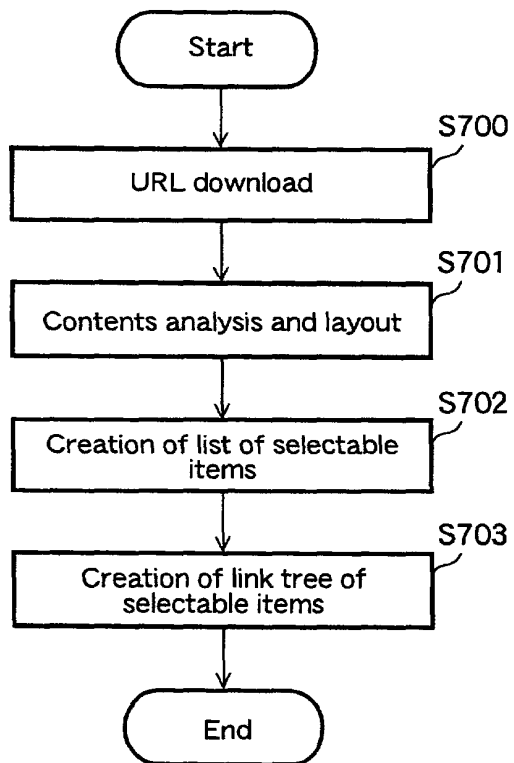 Start
S700
URL download
S701
Contents analysis and layout
S702
Creation of list of selectable
items
S703
Creation of link tree of
selectable items
End